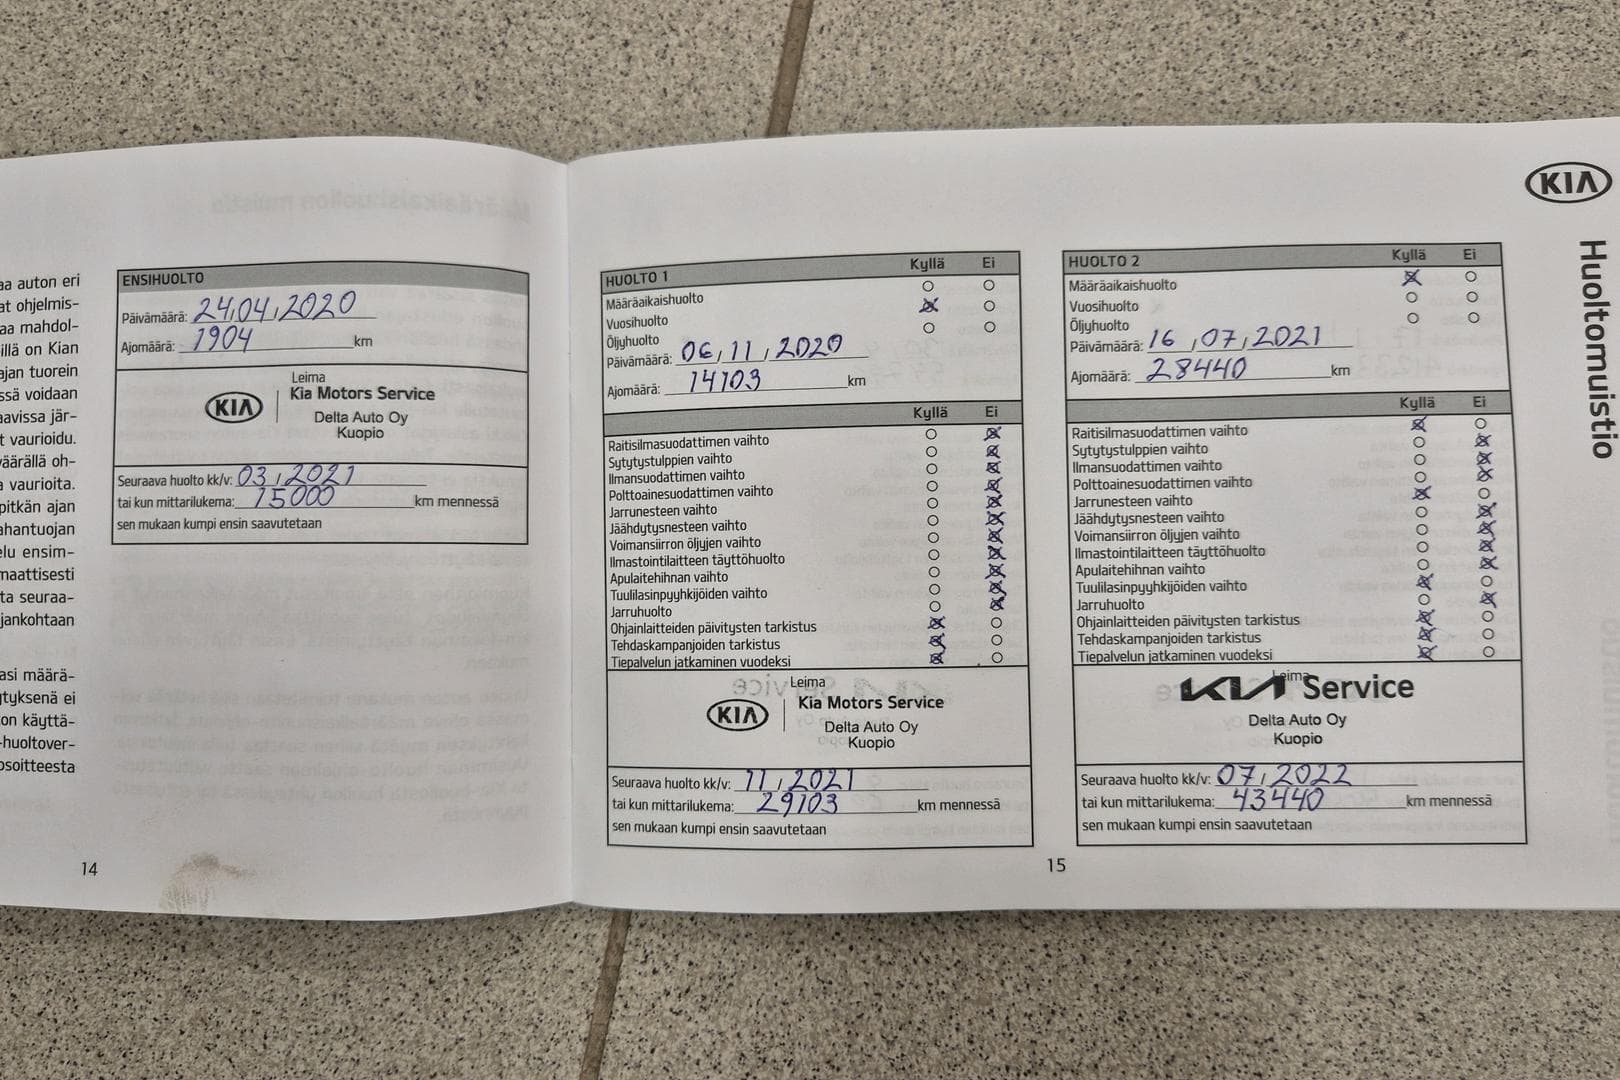 aa auton eri
at ohjelmis-
aa mahdol-
illä on Kian
ajan tuorein
ssä voidaan
aavissa jär-
t vaurioidu.
väärällä oh-
a vaurioita.
pitkän ajan
ahantuojan
elu ensim-
maattisesti
ta seuraa-
jankohtaan
asi määrä-
ytyksenä ei
on käyttä-
-huoltover-
osoitteesta
14
ENSIHUOLTO
Päivämäärä: 24,04,2020
Ajomäärä: 1904 km
Leima
KIA Kia Motors Service
Delta Auto Oy
Kuopio
Seuraava huolto kk/v: 03,2021
tai kun mittarilukema: 15000 km mennessä
sen mukaan kumpi ensin saavutetaan
HUOLTO 1 Kyllä Ei
Määräaikaishuolto
Vuosihuolto
Öljyhuolto
Päivämäärä: 06,11,2020
Ajomäärä: 14103 km
Kyllä Ei
Raitisilmasuodattimen vaihto
Sytytystulppien vaihto
Ilmansuodattimen vaihto
Polttoainesuodattimen vaihto
Jarrunesteen vaihto
Jäähdytysnesteen vaihto
Voimansiirron öljyjen vaihto
Ilmastointilaitteen täyttöhuolto
Apulaitehihnan vaihto
Tuulilasinpyyhkijöiden vaihto
Jarruhuolto
Ohjainlaitteiden päivitysten tarkistus
Tehdaskampanjoiden tarkistus
Tiepalvelun jatkaminen vuodeksi
Leima
KIA Kia Motors Service
Delta Auto Oy
Kuopio
Seuraava huolto kk/v: 11,2021
tai kun mittarilukema: 29103 km mennessä
sen mukaan kumpi ensin saavutetaan
HUOLTO 2 Kyllä Ei
Määräaikaishuolto
Vuosihuolto
Öljyhuolto
Päivämäärä: 16,07,2021
Ajomäärä: 28440 km
Kyllä Ei
Raitisilmasuodattimen vaihto
Sytytystulppien vaihto
Ilmansuodattimen vaihto
Polttoainesuodattimen vaihto
Jarrunesteen vaihto
Jäähdytysnesteen vaihto
Voimansiirron öljyjen vaihto
Ilmastointilaitteen täyttöhuolto
Apulaitehihnan vaihto
Tuulilasinpyyhkijöiden vaihto
Jarruhuolto
Ohjainlaitteiden päivitysten tarkistus
Tehdaskampanjoiden tarkistus
Tiepalvelun jatkaminen vuodeksi
Leima
KIA Service
Delta Auto Oy
Kuopio
Seuraava huolto kk/v: 07,2022
tai kun mittarilukema: 43440 km mennessä
sen mukaan kumpi ensin saavutetaan
15
KIA
Huoltomuistio